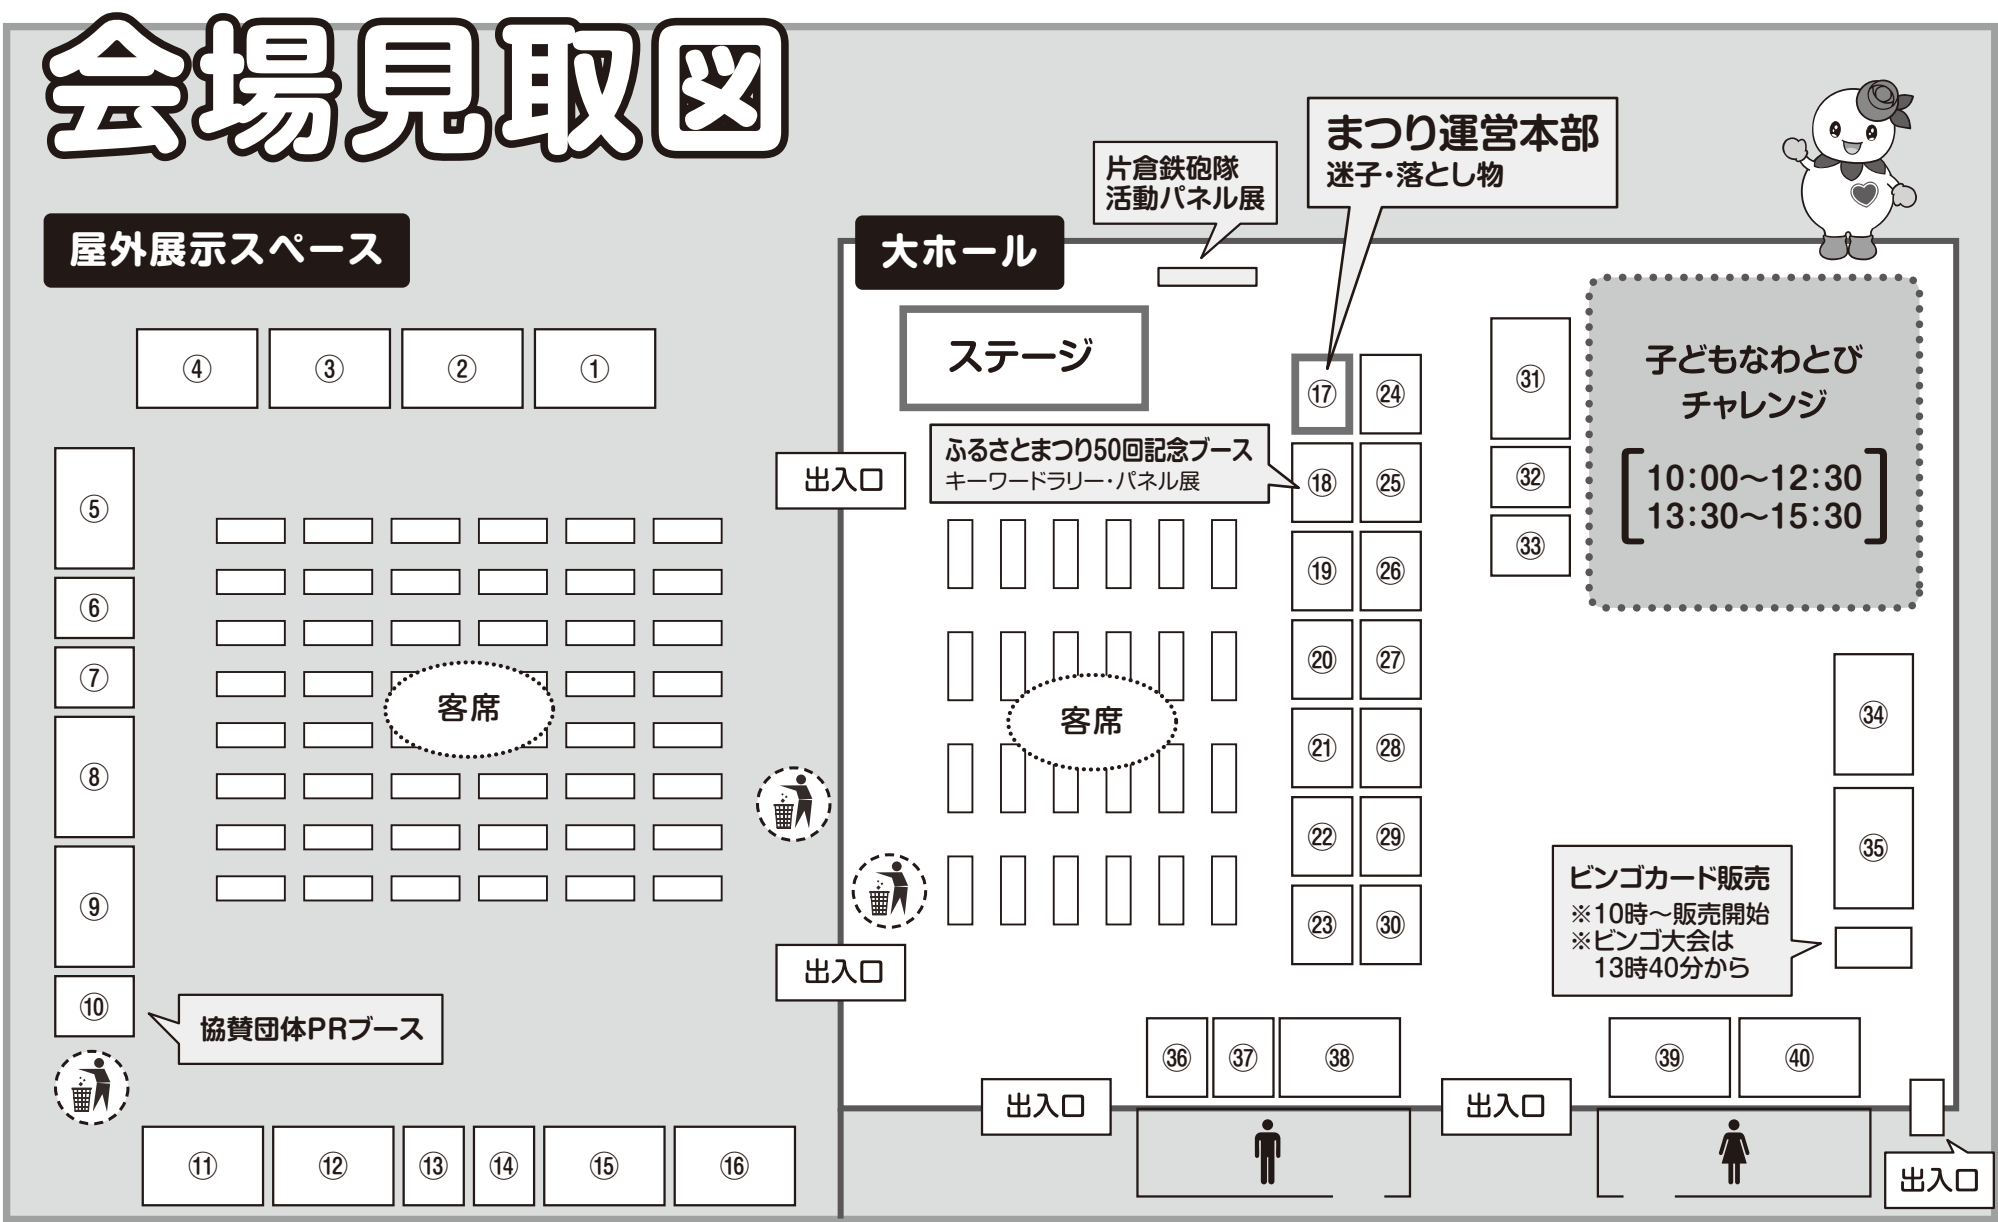 会場見取図
屋外展示スペース
④
③
②
①
⑤
⑥
⑦
⑧
⑨
⑩
客席
協賛団体PRブース
⑪
⑫
⑬
⑭
⑮
⑯
出入口
出入口
大ホール
片倉鉄砲隊
活動パネル展
まつり運営本部
迷子・落とし物
ステージ
ふるさとまつり50回記念ブース
キーワードラリー・パネル展
客席
⑰
㉔
⑱
㉕
⑲
㉖
⑳
㉗
㉑
㉘
㉒
㉙
㉓
㉚
㉛
㉜
㉝
子どもなわとび
チャレンジ
10:00〜12:30
13:30〜15:30
㉞
㉟
ビンゴカード販売
※10時〜販売開始
※ビンゴ大会は
13時40分から
㊱
㊲
㊳
㊴
㊵
出入口
出入口
出入口